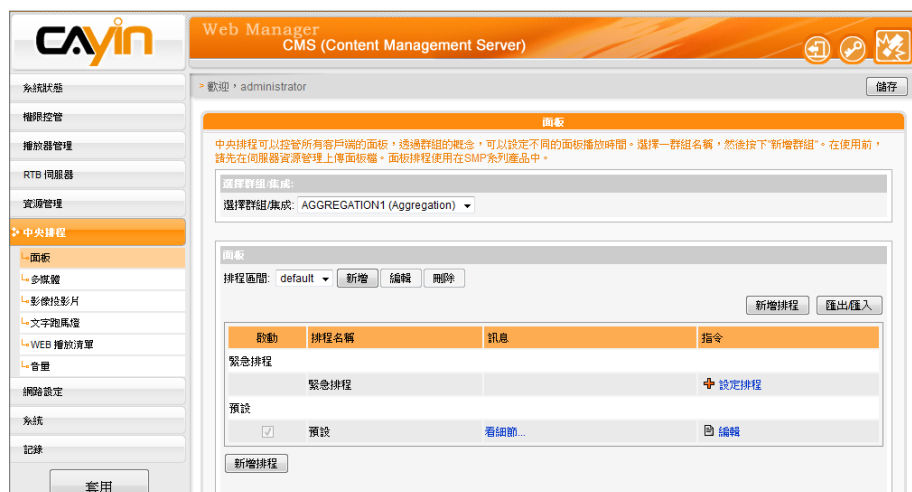 CAYIN
Web Manager
CMS (Content Management Server)
系統狀態
權限控管
播放器管理
RTB 伺服器
資源管理
中央排程
面板
多媒體
影像投影片
文字跑馬燈
WEB 播放清單
音量
網路設定
系統
記錄
套用
> 歡迎，administrator
儲存
面板
中央排程可以控管所有客戶端的面板，透過群組的概念，可以設定不同的面板播放時間。選擇一群組名稱，然後按下"新增群組"。在使用前，
請先在伺服器資源管理上傳面板檔。面板排程使用在SMP系列產品中。
選擇群組/集成:
選擇群組/集成: AGGREGATION1 (Aggregation)
面板
排程區間: default 新增 編輯 刪除
新增排程 匯出/匯入
啟動 排程名稱 訊息 指令
緊急排程
緊急排程 設定排程
預設
預設 看細節... 編輯
新增排程